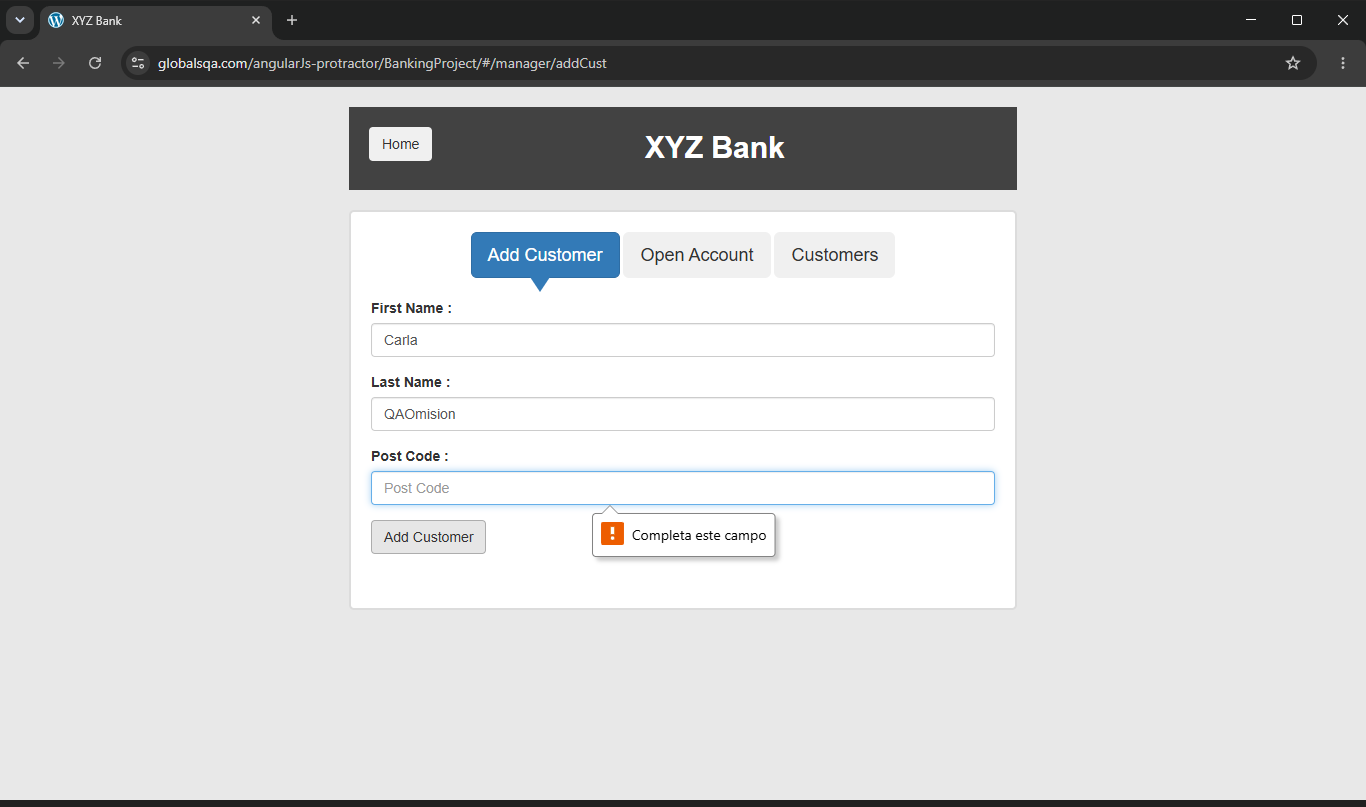 XYZ Bank
globalsqa.com/angularJs-protractor/BankingProject/#/manager/addCust
Home
XYZ Bank
Add Customer
Open Account
Customers
First Name :
Carla
Last Name :
QAOmision
Post Code :
Post Code
Add Customer
Completa este campo